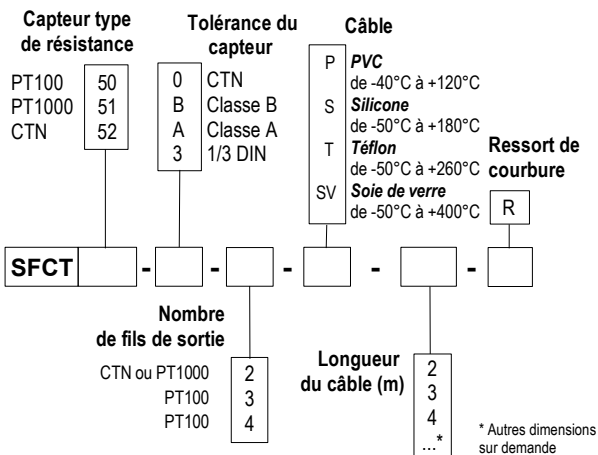 Capteur type
de résistance
PT100 50
PT1000 51
CTN 52
Tolérance du
capteur
0 CTN
B Classe B
A Classe A
3 1/3 DIN
Câble
P PVC
de -40°C à +120°C
S Silicone
de -50°C à +180°C
T Téflon
de -50°C à +260°C
SV Soie de verre
de -50°C à +400°C
Ressort de
courbure
R
SFCT - - - - -
Nombre
de fils de sortie
CTN ou PT1000 2
PT100 3
PT100 4
Longueur
du câble (m)
2
3
4
...*
* Autres dimensions
sur demande